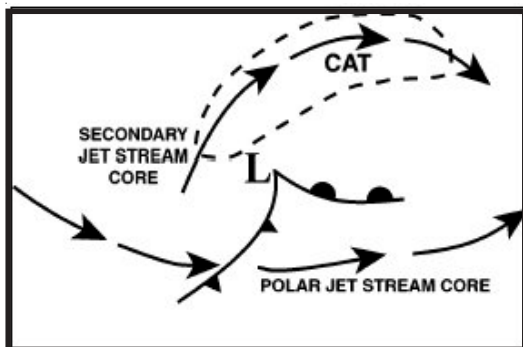 CAT
SECONDARY
JET STREAM
CORE
L
POLAR JET STREAM CORE